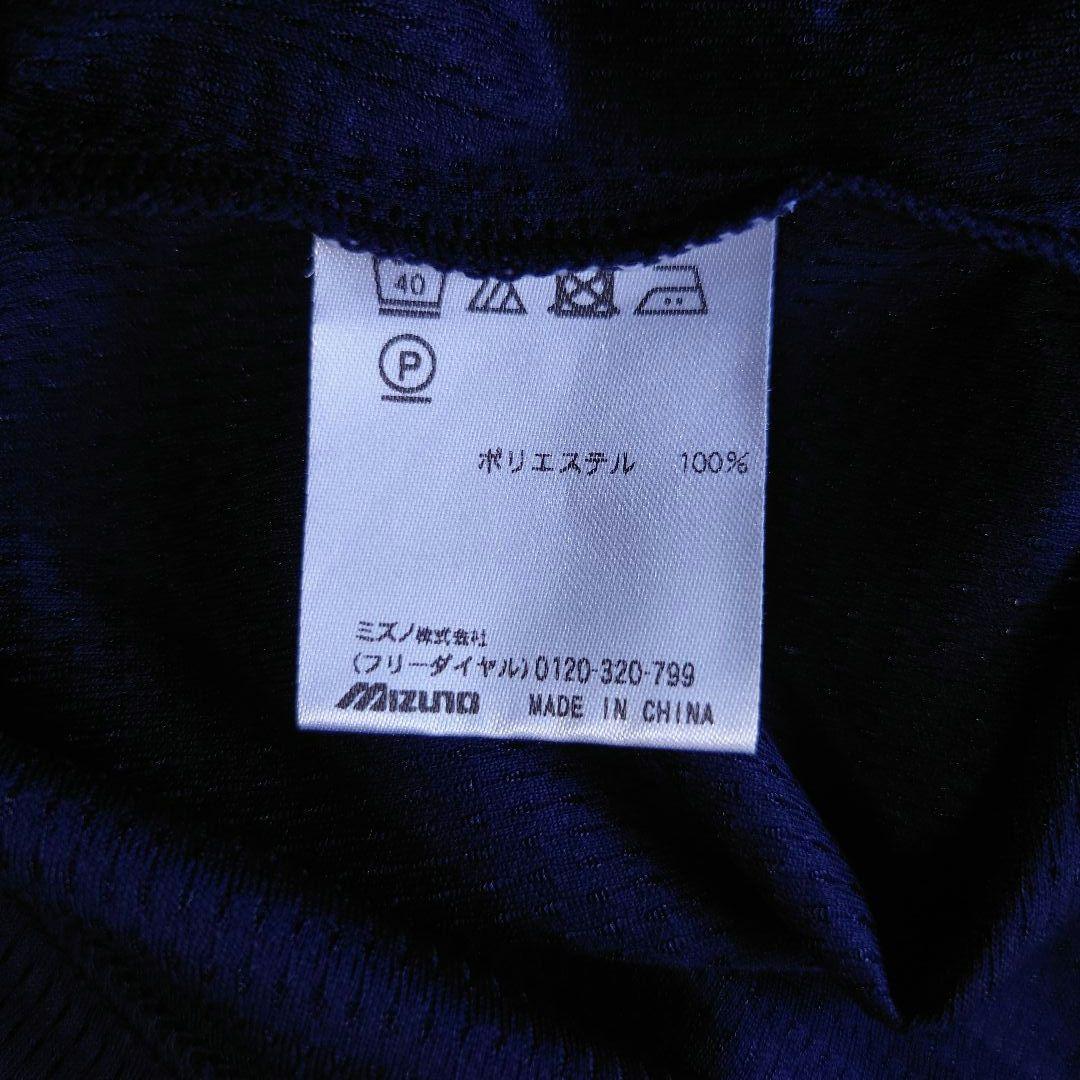 40
P
ポリエステル 100%
ミズノ株式会社
(フリーダイヤル)0120-320-799
Mizuno MADE IN CHINA